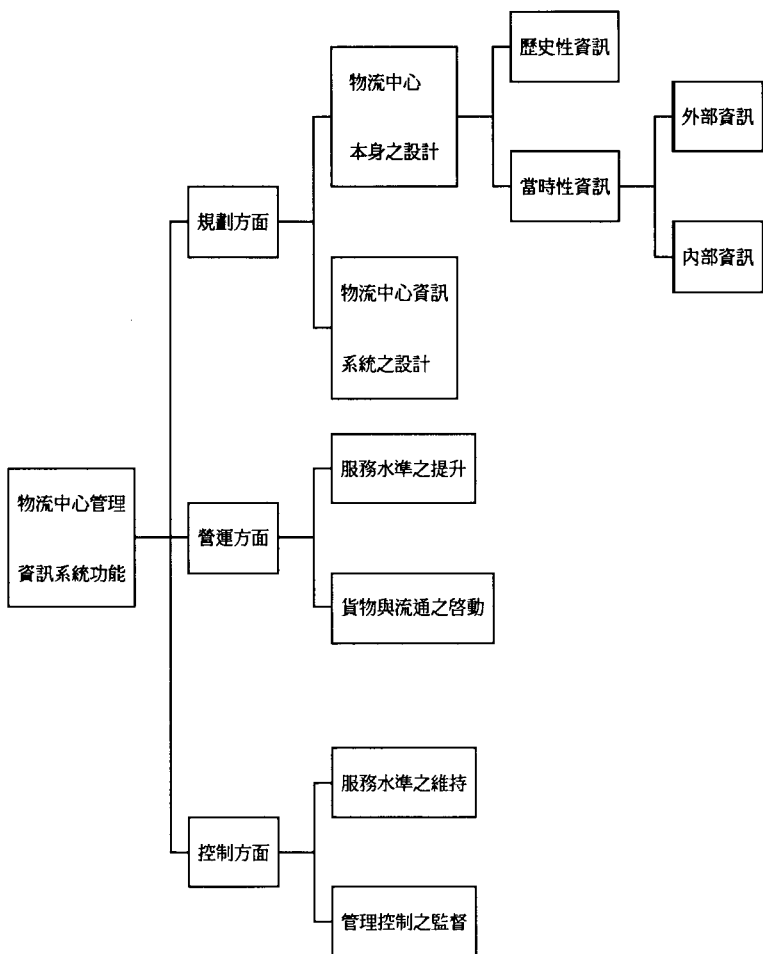 物流中心管理
資訊系統功能
規劃方面
物流中心
本身之設計
歷史性資訊
當時性資訊
外部資訊
內部資訊
物流中心資訊
系統之設計
營運方面
服務水準之提升
貨物與流通之啓動
控制方面
服務水準之維持
管理控制之監督